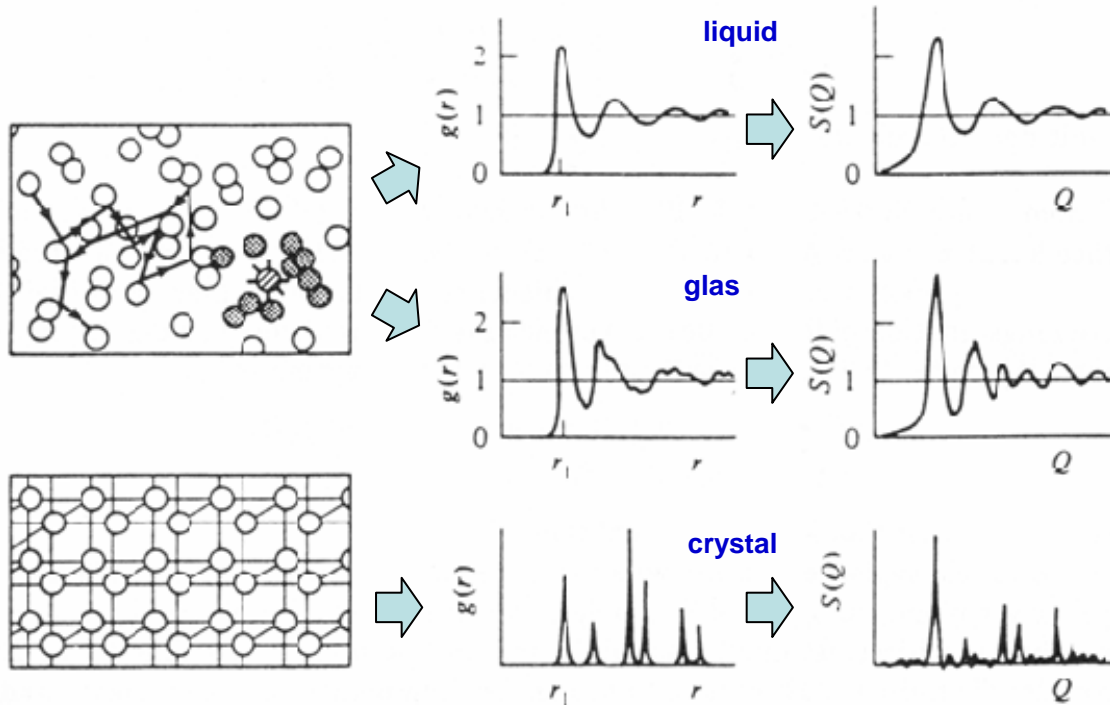 liquid
2
1
0
g(r)
r₁
r
S(Q)
1
0
Q
glas
2
1
0
g(r)
r₁
r
S(Q)
1
0
Q
crystal
g(r)
r₁
r
S(Q)
Q